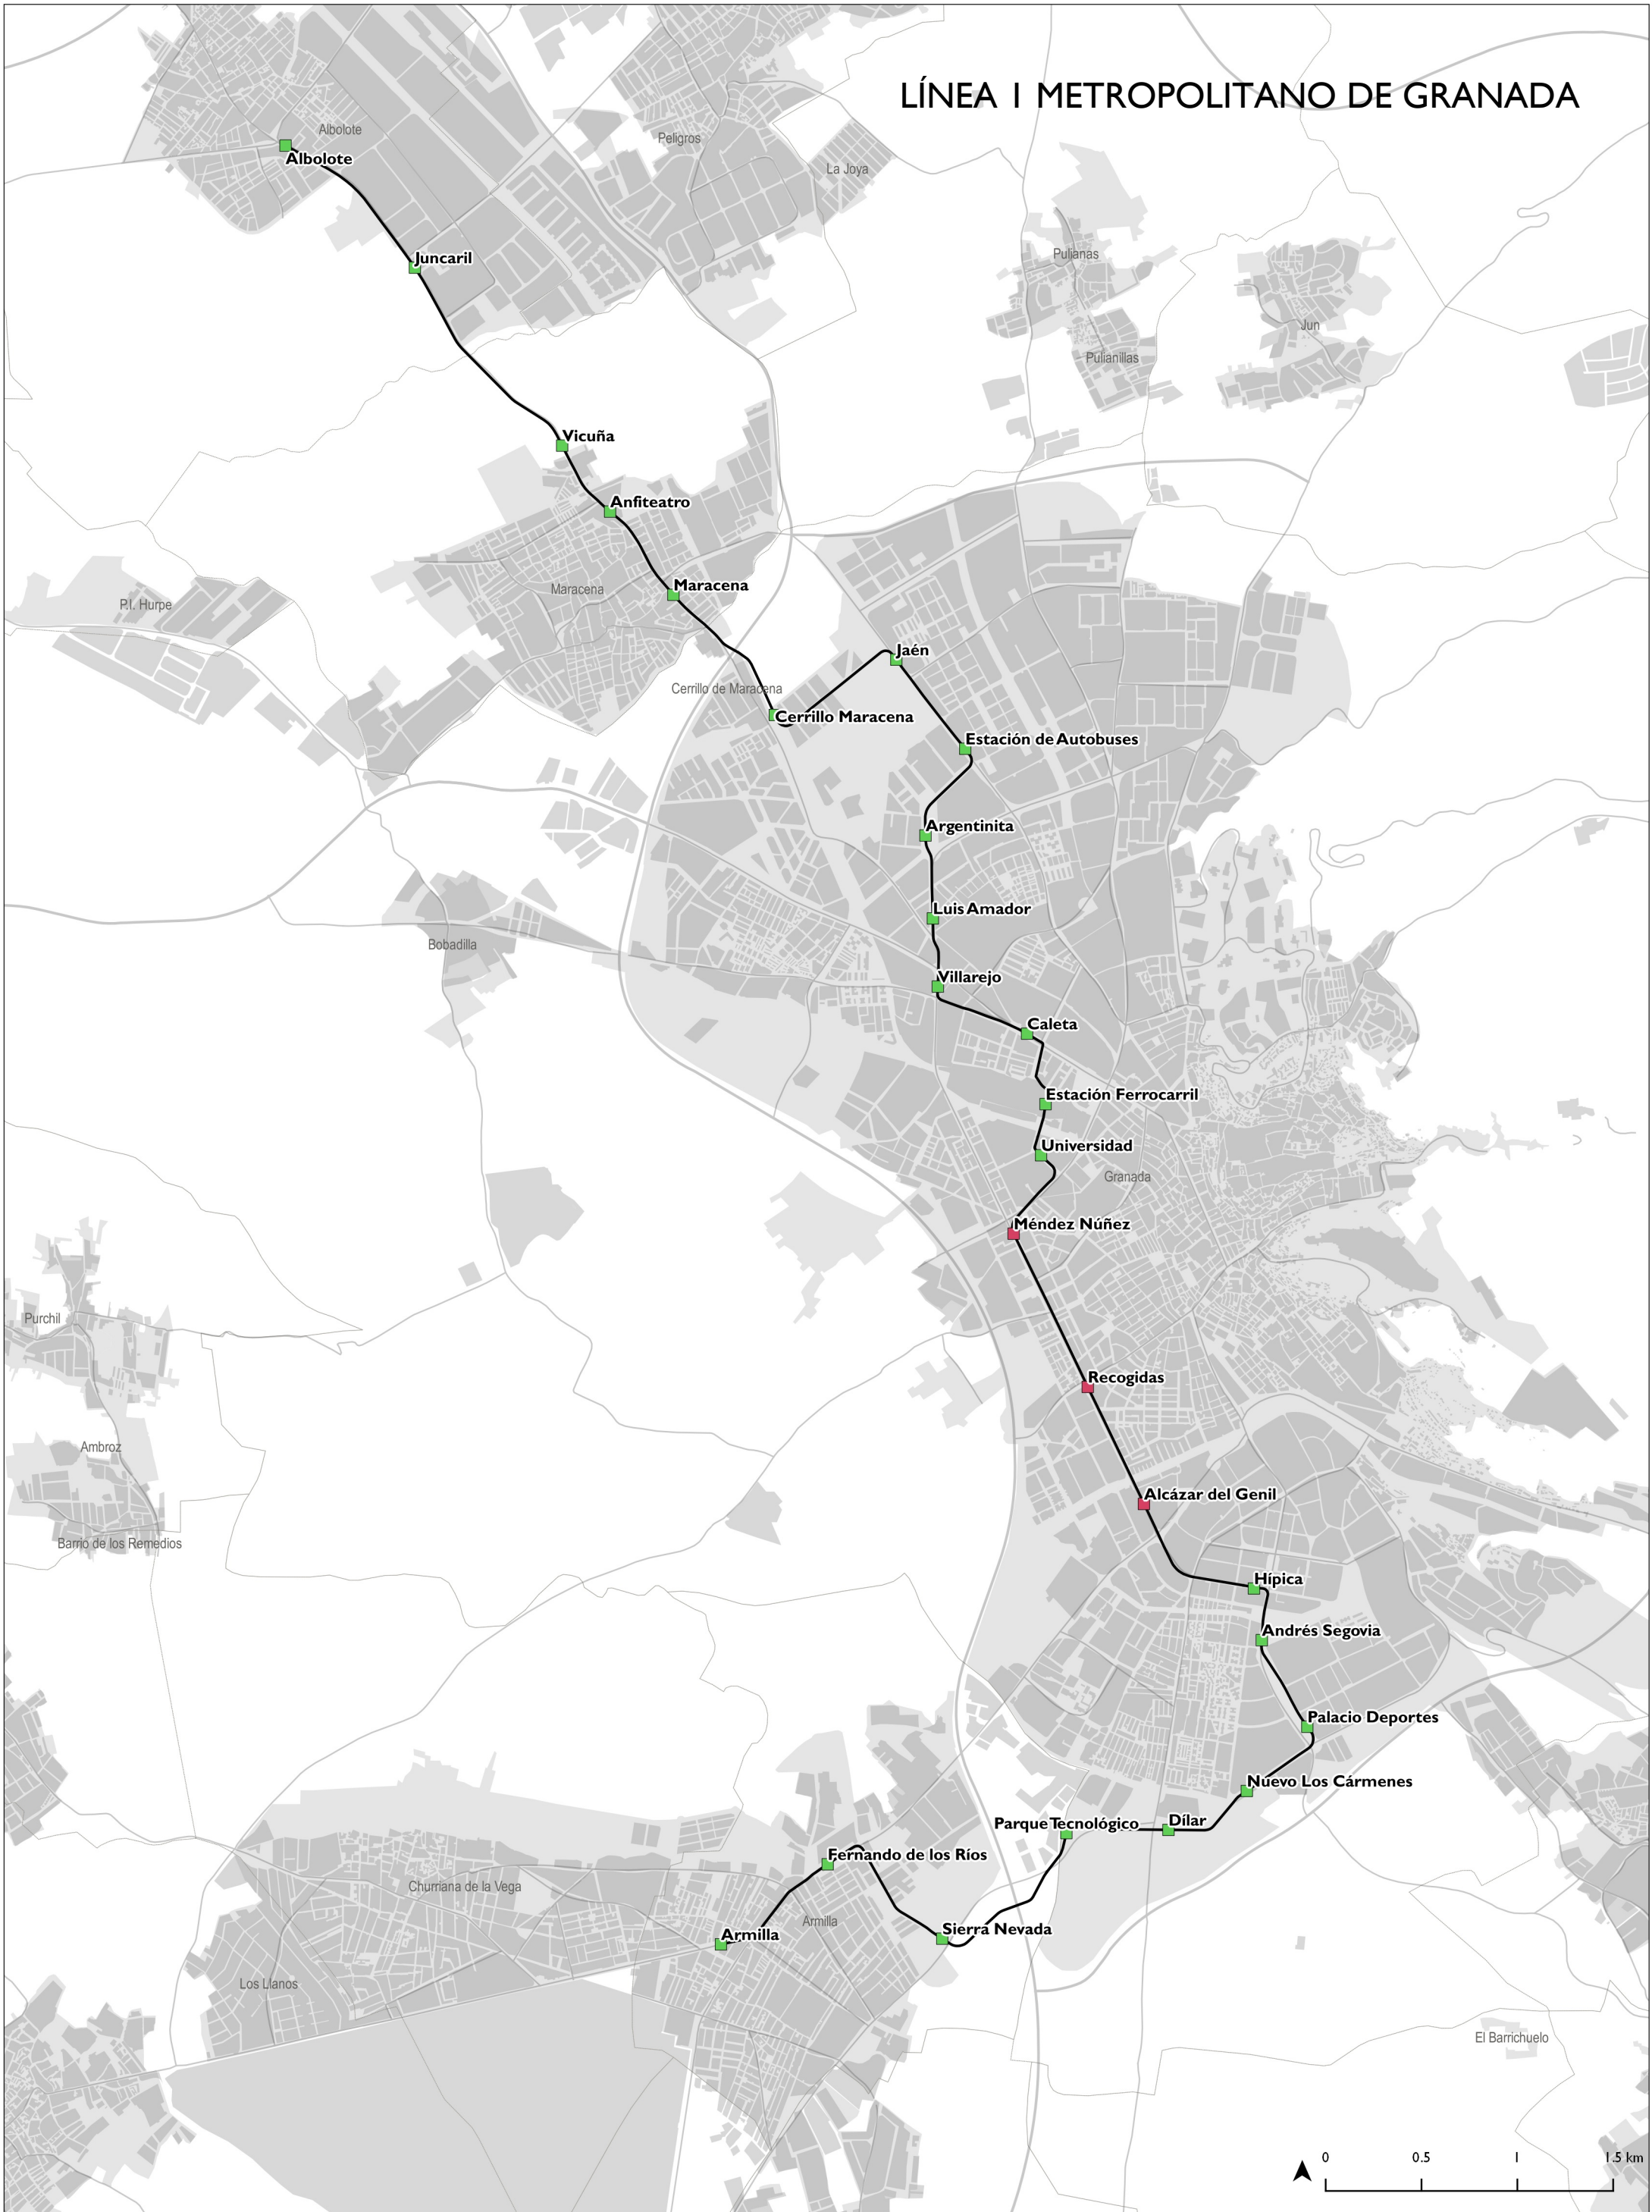 LÍNEA 1 METROPOLITANO DE GRANADA
Albolote
Peligros
Albolote
La Joya
Pulianas
Juncaril
Jun
Pulianillas
Vicuña
Anfiteatro
Maracena
Maracena
P.I. Hurpe
Jaén
Cerrillo de Maracena
Cerrillo Maracena
Estación de Autobuses
Argentinita
Luis Amador
Bobadilla
Villarejo
Caleta
Estación Ferrocarril
Universidad
Granada
Méndez Núñez
Purchil
Recogidas
Ambroz
Alcázar del Genil
Barrio de los Remedios
Hípica
Andrés Segovia
Palacio Deportes
Nuevo Los Cármenes
Dílar
Parque Tecnológico
Fernando de los Ríos
Churriana de la Vega
Armilla
Sierra Nevada
Armilla
Los Llanos
El Barrichuelo
0 0.5 1 1.5 km